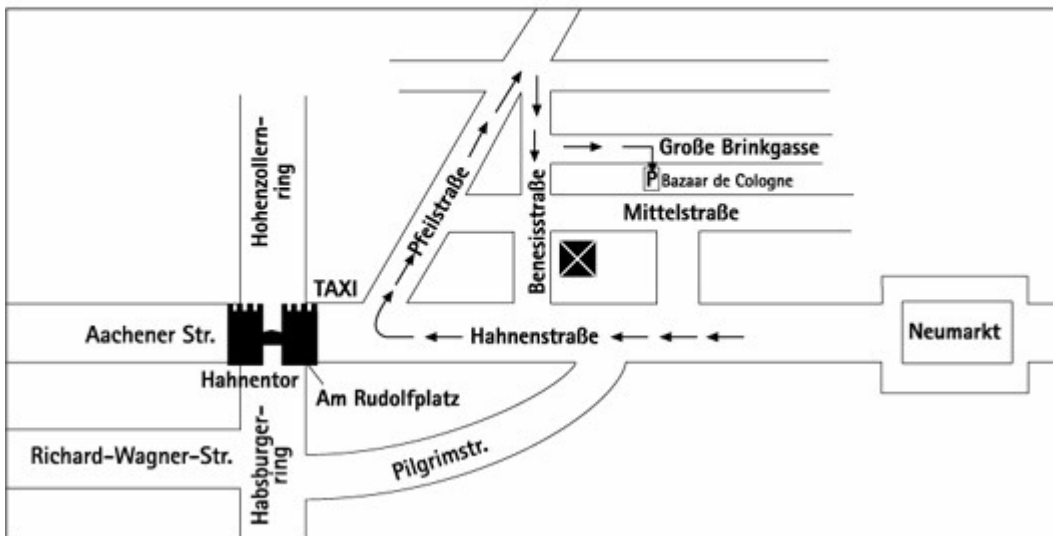 Große Brinkgasse
P Bazaar de Cologne
Mittelstraße
Hohenzollern-
ring
Pfeilstraße
Benesisstraße
TAXI
Aachener Str.
Hahnenstraße
Neumarkt
Hahnentor
Am Rudolfplatz
Richard-Wagner-Str.
Habsburger-
ring
Pilgrimstr.